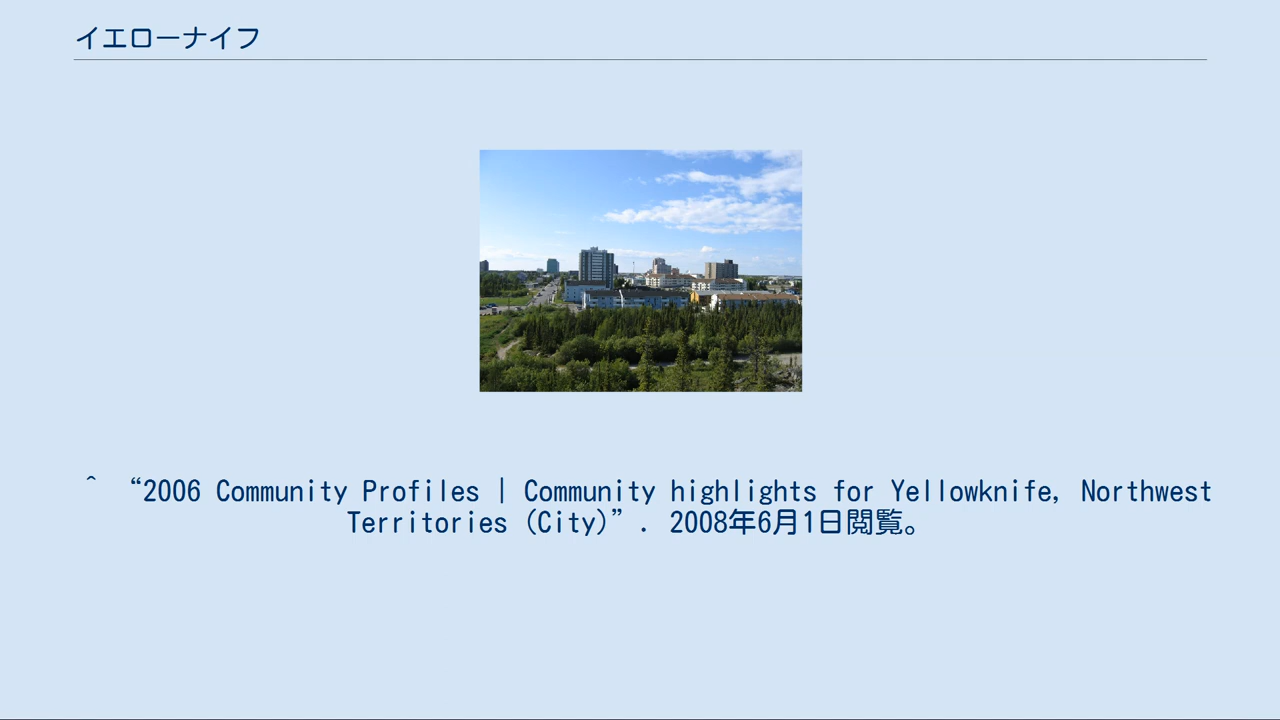 イエローナイフ
^ “2006 Community Profiles | Community highlights for Yellowknife, Northwest
Territories (City)”. 2008年6月1日閲覧。